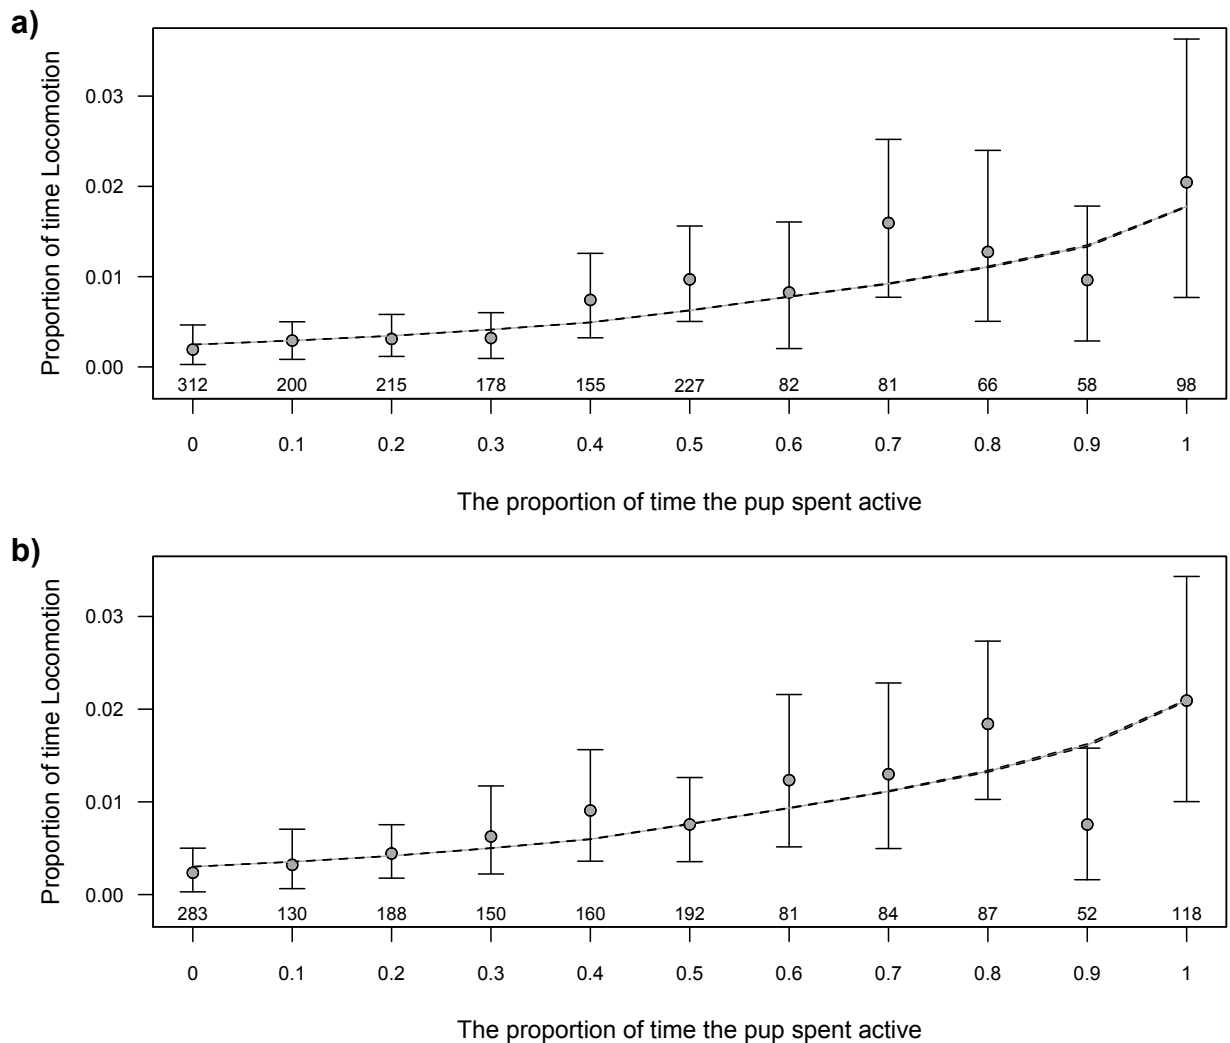 a)
Proportion of time Locomotion
0.03
0.02
0.01
0.00
312 200 215 178 155 227 82 81 66 58 98
0 0.1 0.2 0.3 0.4 0.5 0.6 0.7 0.8 0.9 1
The proportion of time the pup spent active
b)
Proportion of time Locomotion
0.03
0.02
0.01
0.00
283 130 188 150 160 192 81 84 87 52 118
0 0.1 0.2 0.3 0.4 0.5 0.6 0.7 0.8 0.9 1
The proportion of time the pup spent active